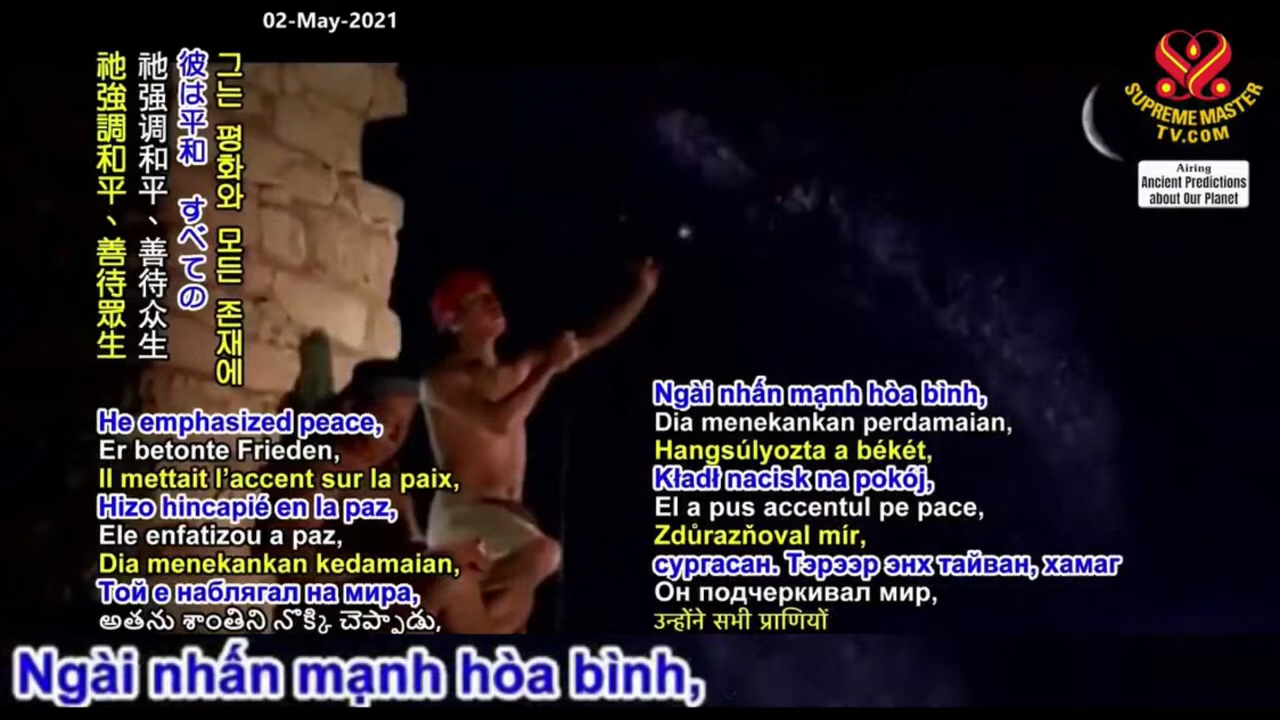 02-May-2021
SUPREME MASTER
TV.COM
Airing
Ancient Predictions
about Our Planet
그는 평화와 모든 존재에
彼は平和 すべての
祂强调和平、善待众生
祂強調和平、善待眾生
He emphasized peace,
Er betonte Frieden,
Il mettait l’accent sur la paix,
Hizo hincapié en la paz,
Ele enfatizou a paz,
Dia menekankan kedamaian,
Той е наблягал на мира,
అతను శాంతిని నొక్కి చెప్పాడు,
Ngài nhấn mạnh hòa bình,
Dia menekankan perdamaian,
Hangsúlyozta a békét,
Kładł nacisk na pokój,
El a pus accentul pe pace,
Zdůrazňoval mír,
сургасан. Тэрээр энх тайван, хамаг
Он подчеркивал мир,
उन्होंने सभी प्राणियों
Ngài nhấn mạnh hòa bình,